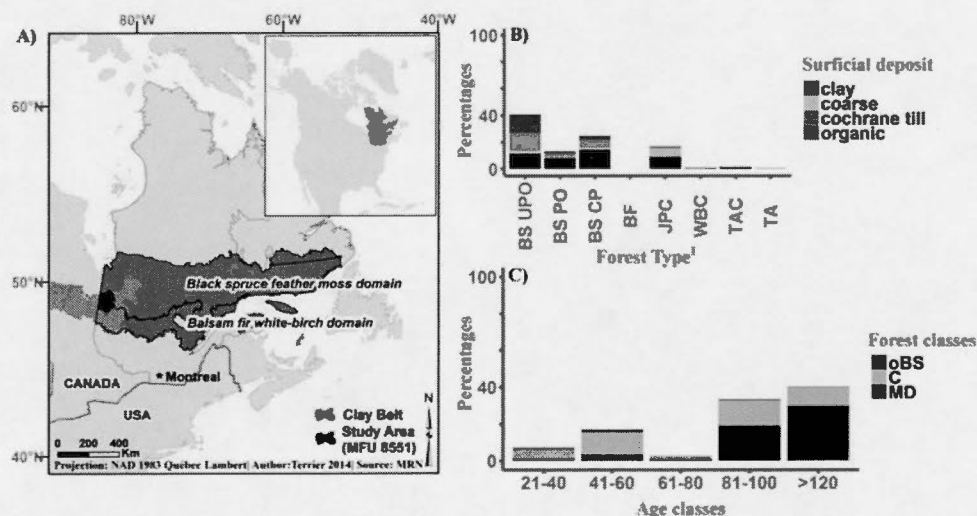 A)
80°W
60°W
40°W
60°N
50°N
40°N
Black spruce feather moss domain
Balsam fir white-birch domain
CANADA
Montreal
USA
N
Clay Belt
Study Area
(MFU 8551)
0 200 400
Km
Projection: NAD 1983 Québec Lambert| Author:Terrier 2014| Source: MRN
B)
Percentages
100
40
0
BS UPO
BS PO
BS CP
BF
JPC
WBC
TAC
TA
Forest Type¹
Surficial deposit
clay
coarse
cochrane till
organic
C)
Percentages
100
40
0
21-40
41-60
61-80
81-100
>120
Age classes
Forest classes
oBS
C
MD